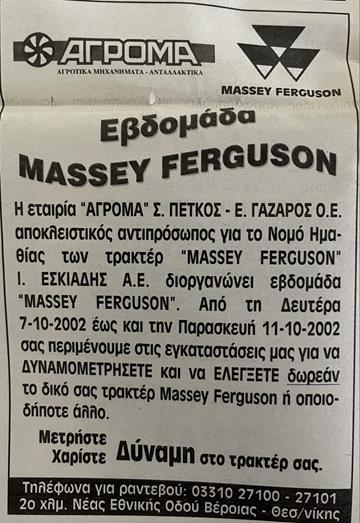 ΑΓΡΟΜΑ
ΑΓΡΟΤΙΚΑ ΜΗΧΑΝΗΜΑΤΑ - ΑΝΤΑΛΛΑΚΤΙΚΑ
MASSEY FERGUSON
Εβδομάδα
MASSEY FERGUSON
Η εταιρία "ΑΓΡΟΜΑ" Σ. ΠΕΤΚΟΣ - Ε. ΓΑΖΑΡΟΣ Ο.Ε.
αποκλειστικός αντιπρόσωπος για το Νομό Ημα-
θίας των τρακτέρ "MASSEY FERGUSON"
Ι. ΕΣΚΙΑΔΗΣ Α.Ε. διοργανώνει εβδομάδα
"MASSEY FERGUSON". Από τη Δευτέρα
7-10-2002 έως και την Παρασκευή 11-10-2002
σας περιμένουμε στις εγκαταστάσεις μας για να
ΔΥΝΑΜΟΜΕΤΡΗΣΕΤΕ και να ΕΛΕΓΞΕΤΕ δωρεάν
το δικό σας τρακτέρ Massey Ferguson ή οποιο-
δήποτε άλλο.
Μετρήστε
Χαρίστε Δύναμη στο τρακτέρ σας.
Τηλέφωνα για ραντεβού: 03310 27100 - 27101
2ο χλμ. Νέας Εθνικής Οδού Βέροιας - Θεσ/νίκης